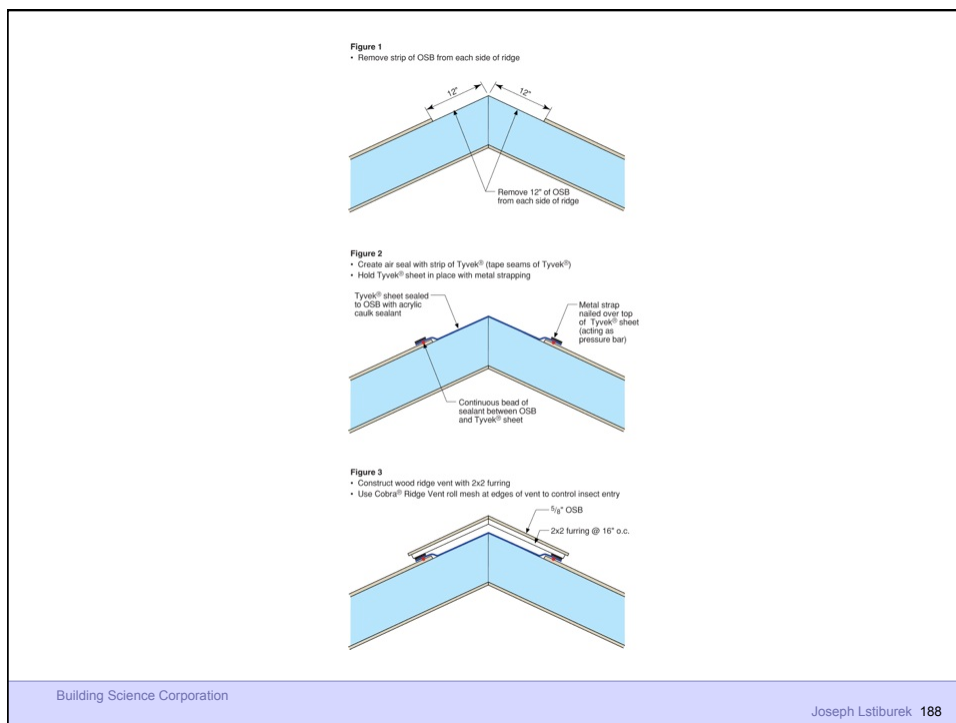 Figure 1
• Remove strip of OSB from each side of ridge
12"
12"
Remove 12" of OSB
from each side of ridge
Figure 2
• Create air seal with strip of Tyvek® (tape seams of Tyvek®)
• Hold Tyvek® sheet in place with metal strapping
Tyvek® sheet sealed
to OSB with acrylic
caulk sealant
Metal strap
nailed over top
of Tyvek® sheet
(acting as
pressure bar)
Continuous bead of
sealant between OSB
and Tyvek® sheet
Figure 3
• Construct wood ridge vent with 2x2 furring
• Use Cobra® Ridge Vent roll mesh at edges of vent to control insect entry
5/8" OSB
2x2 furring @ 16" o.c.
Building Science Corporation
Joseph Lstiburek 188